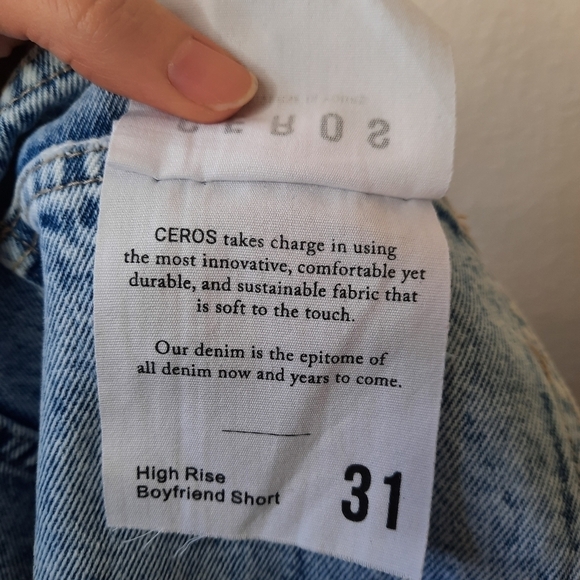 CEROS
CEROS takes charge in using
the most innovative, comfortable yet
durable, and sustainable fabric that
is soft to the touch.
Our denim is the epitome of
all denim now and years to come.
High Rise
Boyfriend Short
31